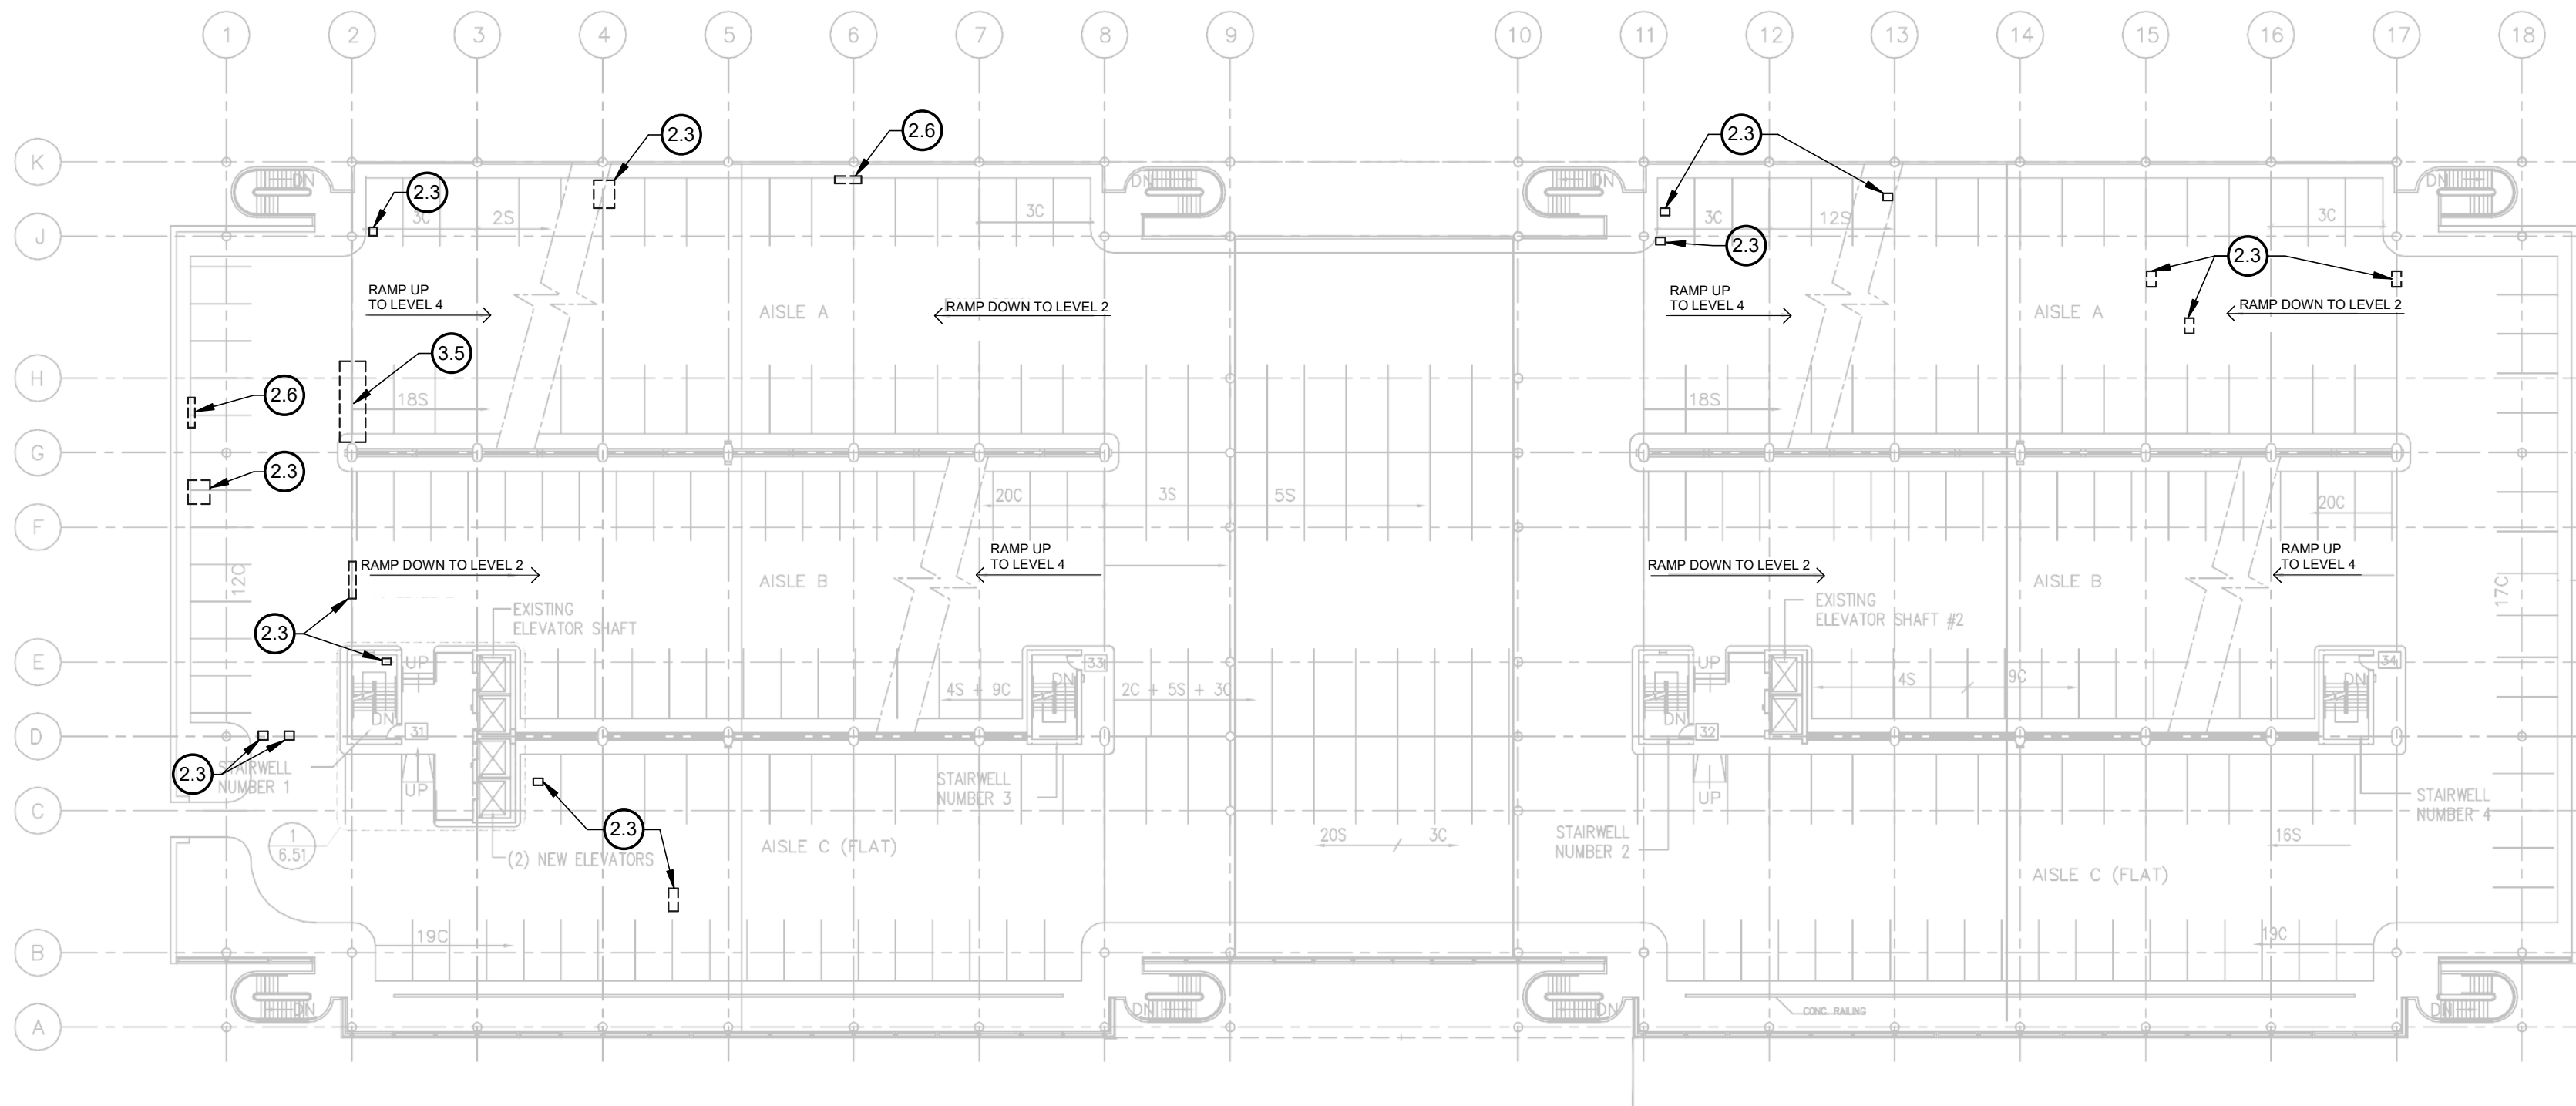 1 2 3 4 5 6 7 8 9 10 11 12 13 14 15 16 17 18
2.3 2.6 2.3
K
DN DN DN DN
2.3
3C 2S 3C 3C 12S 3C
J
2.3 2.3
RAMP UP
TO LEVEL 4
AISLE A
RAMP DOWN TO LEVEL 2
RAMP UP
TO LEVEL 4
AISLE A
RAMP DOWN TO LEVEL 2
3.5
H
2.6
18S 18S
G
2.3
20C 3S 5S 20C
F
RAMP DOWN TO LEVEL 2
RAMP UP
TO LEVEL 4
RAMP DOWN TO LEVEL 2
RAMP UP
TO LEVEL 4
12C
AISLE B
AISLE B
17C
EXISTING
ELEVATOR SHAFT
EXISTING
ELEVATOR SHAFT #2
2.3
E
UP 33 UP 34
DN DN
4S + 9C 2C + 5S + 3C 4S 9C
DN DN
D
31 32
2.3
STAIRWELL
NUMBER 1
UP
STAIRWELL
NUMBER 3
UP
STAIRWELL
NUMBER 4
C
2.3
1
6.51
(2) NEW ELEVATORS
AISLE C (FLAT)
20S 3C
STAIRWELL
NUMBER 2
16S
AISLE C (FLAT)
19C 19C
B
DN DN DN DN
CONC. RAILING
A